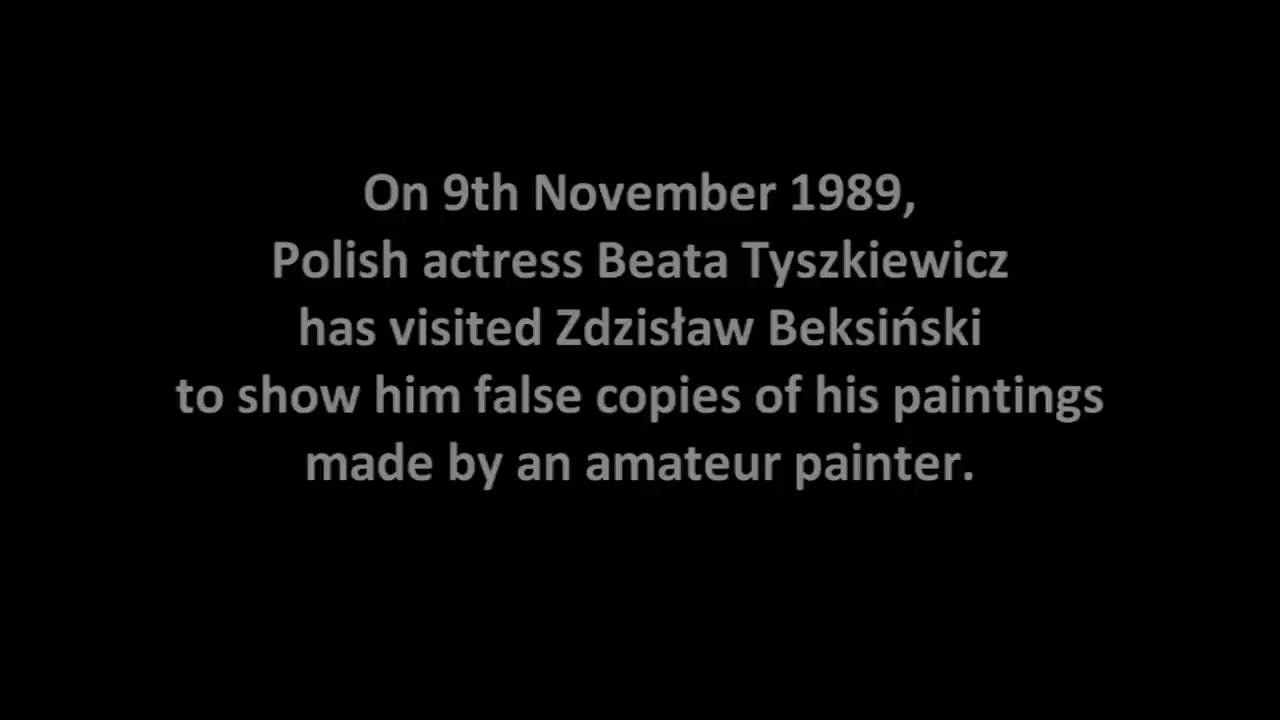 On 9th November 1989,
Polish actress Beata Tyszkiewicz
has visited Zdzisław Beksiński
to show him false copies of his paintings
made by an amateur painter.